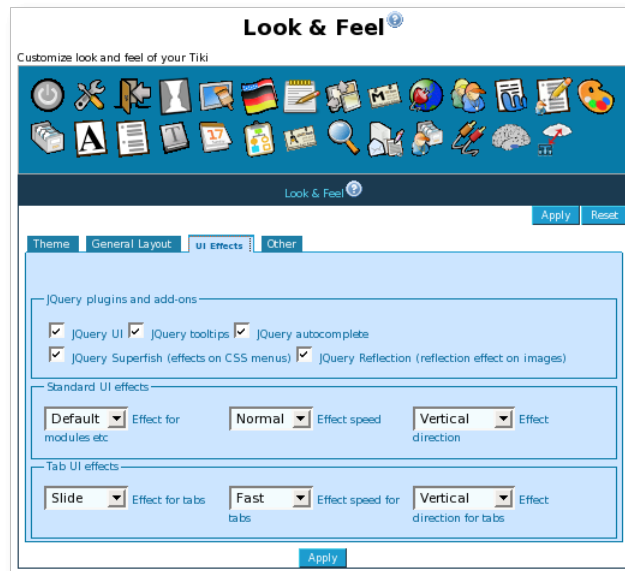 Look & Feel
Customize look and feel of your Tiki
Look & Feel
Apply Reset
Theme General Layout UI Effects Other
JQuery plugins and add-ons
JQuery UI JQuery tooltips JQuery autocomplete
JQuery Superfish (effects on CSS menus) JQuery Reflection (reflection effect on images)
Standard UI effects
Default Effect for modules etc
Normal Effect speed
Vertical Effect direction
Tab UI effects
Slide Effect for tabs
Fast Effect speed for tabs
Vertical Effect direction for tabs
Apply